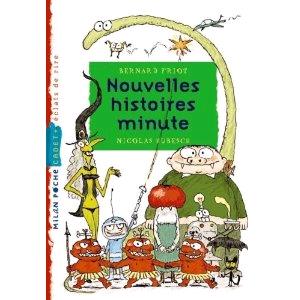 BERNARD FRIOT
Nouvelles
histoires
minute
NICOLAS HUBESCH
MILAN POCHE CADET+ éclats de rire